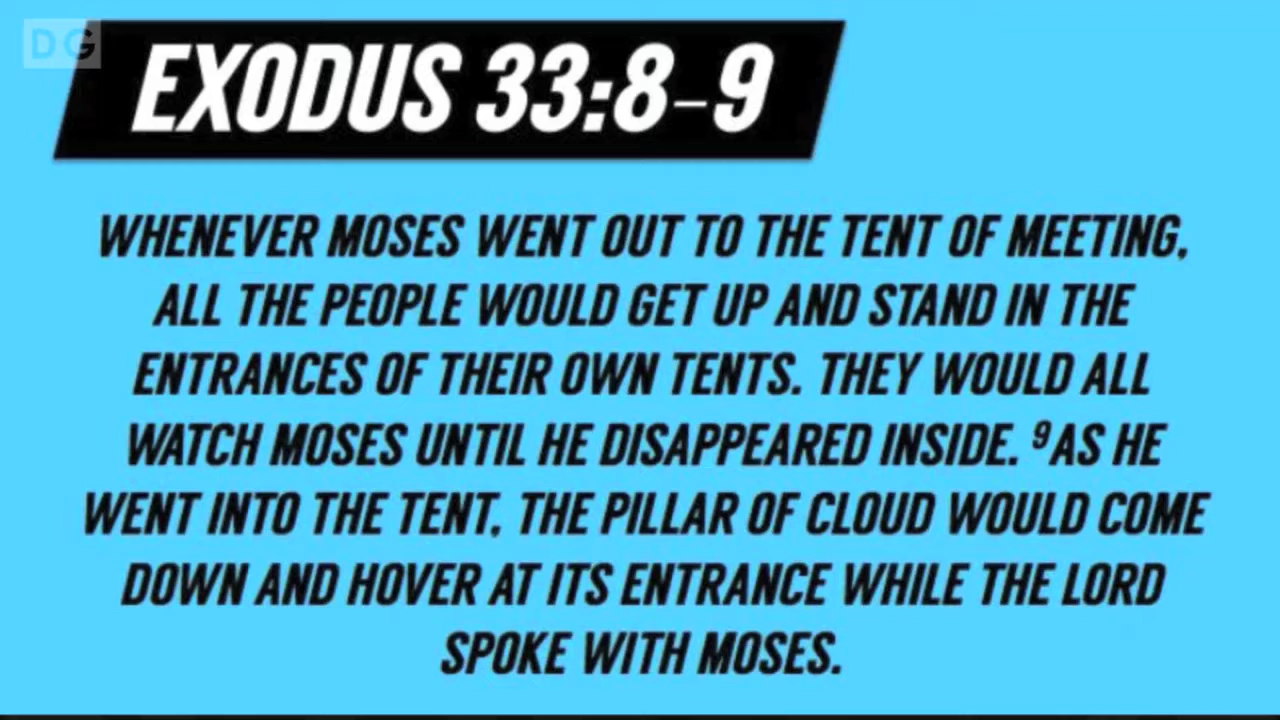 DG
EXODUS 33:8–9
WHENEVER MOSES WENT OUT TO THE TENT OF MEETING,
ALL THE PEOPLE WOULD GET UP AND STAND IN THE
ENTRANCES OF THEIR OWN TENTS. THEY WOULD ALL
WATCH MOSES UNTIL HE DISAPPEARED INSIDE. ⁹AS HE
WENT INTO THE TENT, THE PILLAR OF CLOUD WOULD COME
DOWN AND HOVER AT ITS ENTRANCE WHILE THE LORD
SPOKE WITH MOSES.